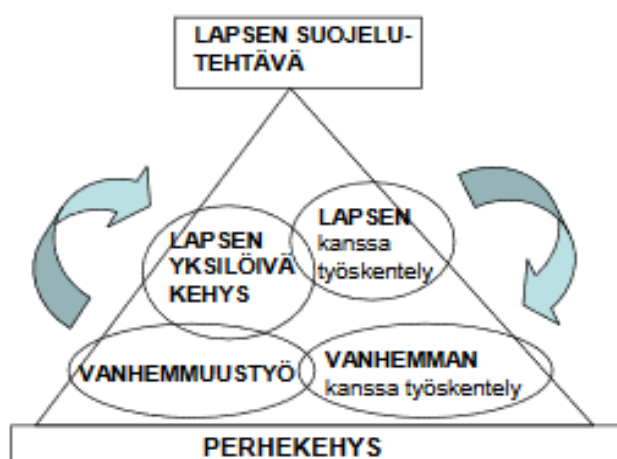 LAPSEN SUOJELU-
TEHTÄVÄ
LAPSEN
kanssa
työskentely
LAPSEN
YKSILÖIVÄ
KEHYS
VANHEMMUUSTYÖ
VANHEMMAN
kanssa työskentely
PERHEKEHYS